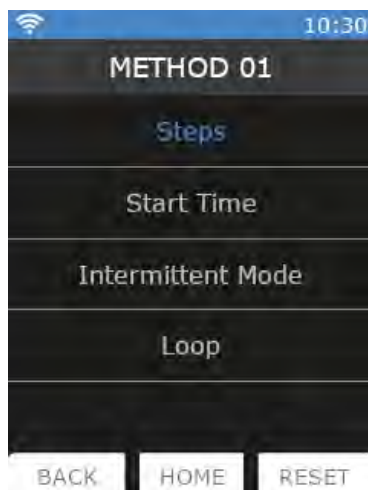 10:30
METHOD 01
Steps
Start Time
Intermittent Mode
Loop
BACK HOME RESET